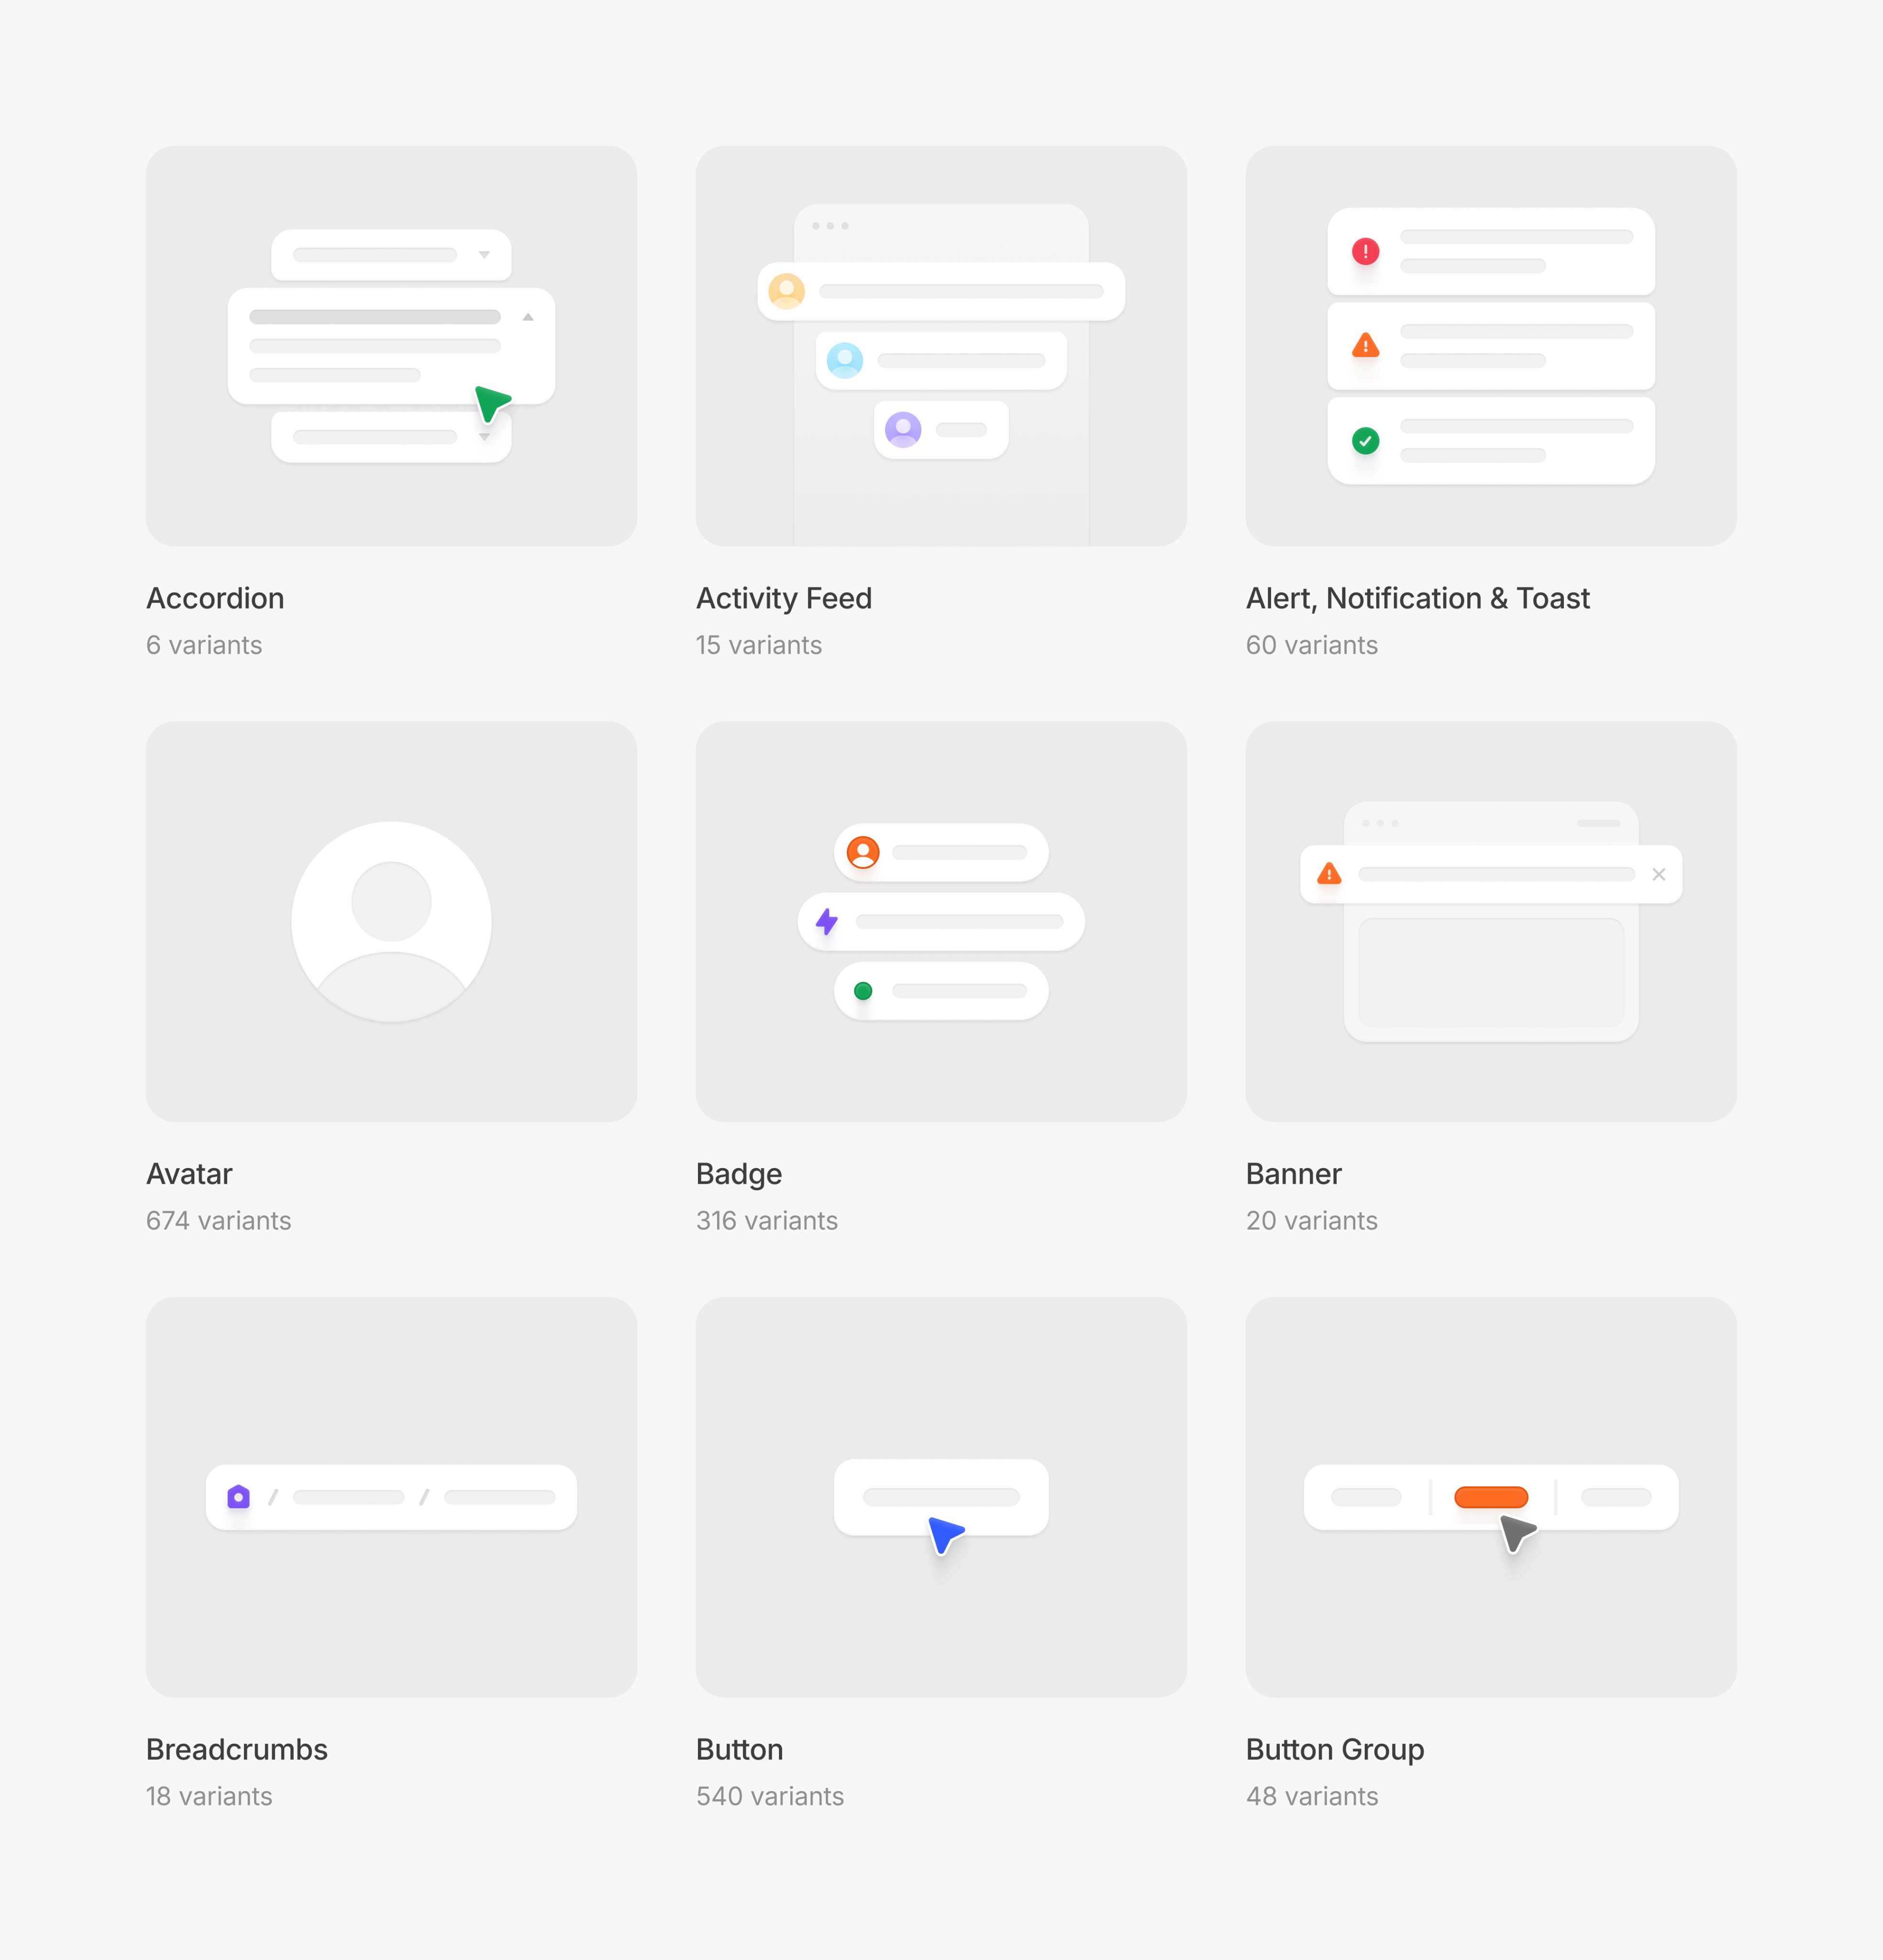 Accordion
6 variants
Activity Feed
15 variants
Alert, Notification & Toast
60 variants
Avatar
674 variants
Badge
316 variants
Banner
20 variants
Breadcrumbs
18 variants
Button
540 variants
Button Group
48 variants